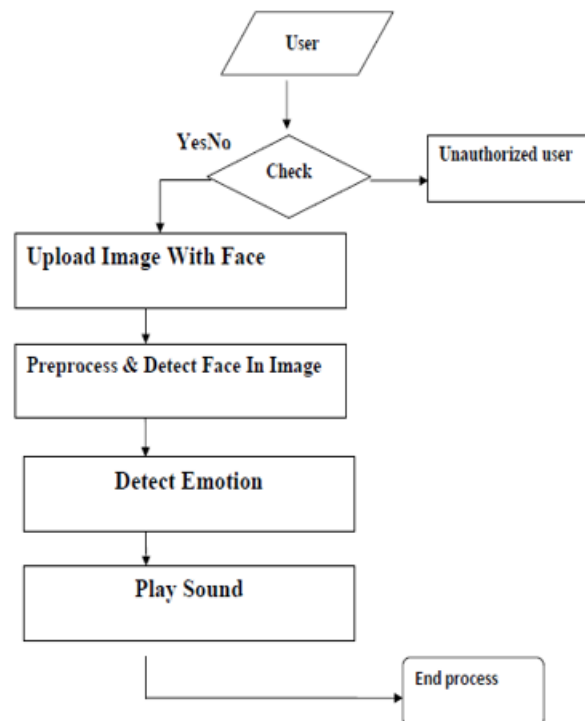 User
YesNo
Check
Unauthorized user
Upload Image With Face
Preprocess & Detect Face In Image
Detect Emotion
Play Sound
End process